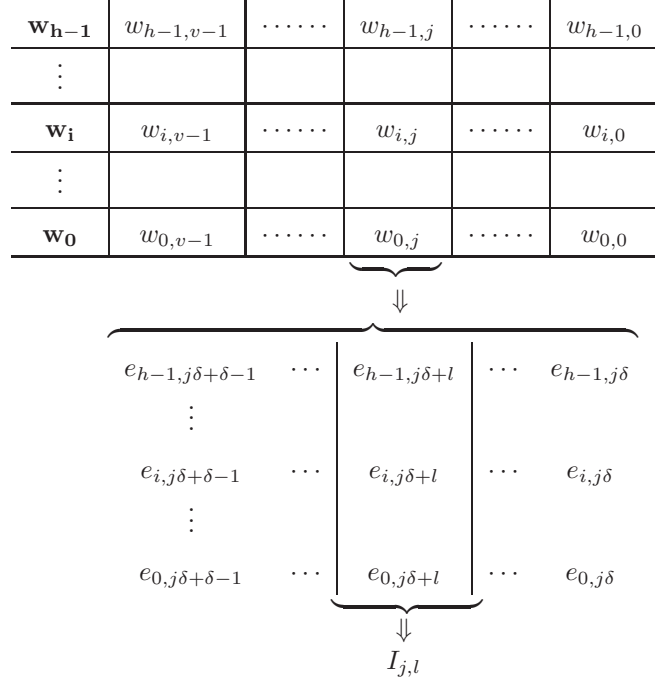 w_{h−1} w_{h−1,v−1} ⋯⋯ w_{h−1,j} ⋯⋯ w_{h−1,0}
⋮
w_i w_{i,v−1} ⋯⋯ w_{i,j} ⋯⋯ w_{i,0}
⋮
w_0 w_{0,v−1} ⋯⋯ w_{0,j} ⋯⋯ w_{0,0}
⇓
e_{h−1,jδ+δ−1} ⋯ e_{h−1,jδ+l} ⋯ e_{h−1,jδ}
⋮
e_{i,jδ+δ−1} ⋯ e_{i,jδ+l} ⋯ e_{i,jδ}
⋮
e_{0,jδ+δ−1} ⋯ e_{0,jδ+l} ⋯ e_{0,jδ}
⇓
I_{j,l}